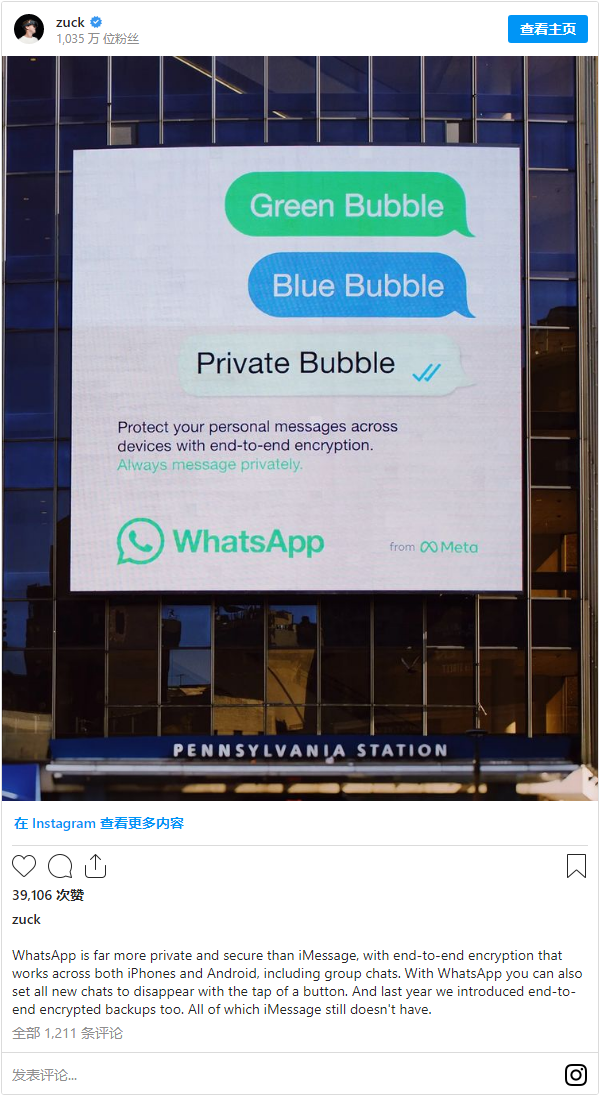 zuck
1,035 万 位粉丝
查看主页
Green Bubble
Blue Bubble
Private Bubble
Protect your personal messages across
devices with end-to-end encryption.
Always message privately.
WhatsApp
from Meta
PENNSYLVANIA STATION
在 Instagram 查看更多内容
39,106 次赞
zuck
WhatsApp is far more private and secure than iMessage, with end-to-end encryption that
works across both iPhones and Android, including group chats. With WhatsApp you can also
set all new chats to disappear with the tap of a button. And last year we introduced end-to-
end encrypted backups too. All of which iMessage still doesn't have.
全部 1,211 条评论
发表评论...